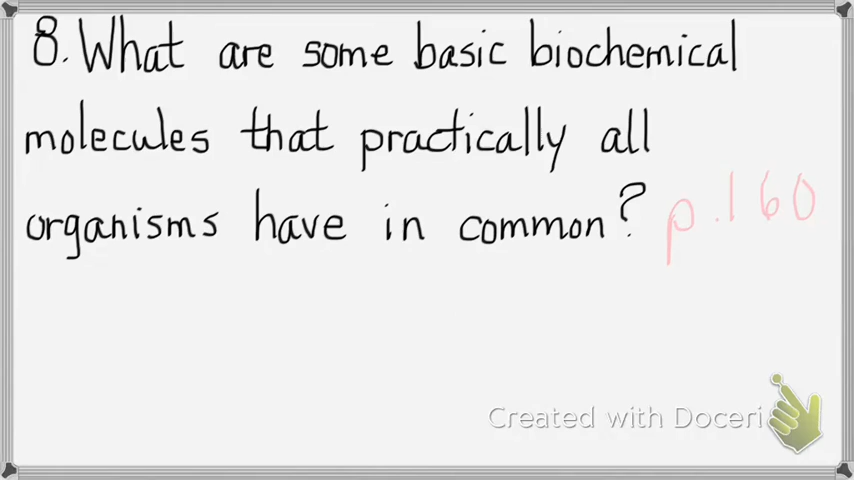 8. What are some basic biochemical
molecules that practically all
organisms have in common? p.160
Created with Doceri